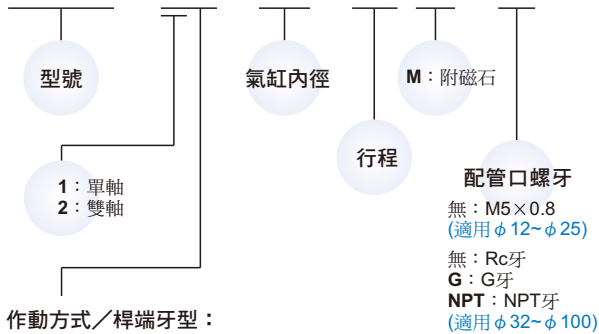 型號
氣缸內徑
M：附磁石
行程
1：單軸
2：雙軸
配管口螺牙
無：M5×0.8
(適用φ12~φ25)
無：Rc牙
G：G牙
NPT：NPT牙
(適用φ32~φ100)
作動方式／桿端牙型：